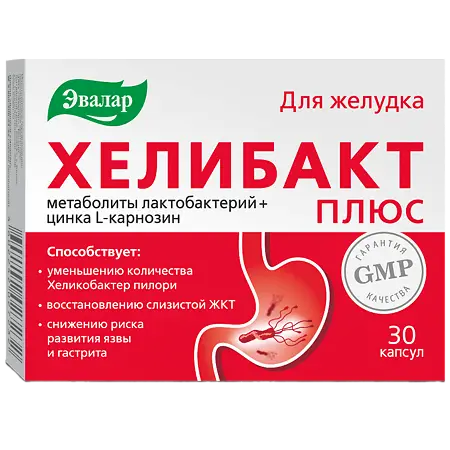 Эвалар
Для желудка
ХЕЛИБАКТ
метаболиты лактобактерий +
цинка L-карнозин
ПЛЮС
Способствует:
• уменьшению количества
Хеликобактер пилори
• восстановлению слизистой ЖКТ
• снижению риска
развития язвы
и гастрита
ГАРАНТИЯ
GMP
КАЧЕСТВА
30
капсул